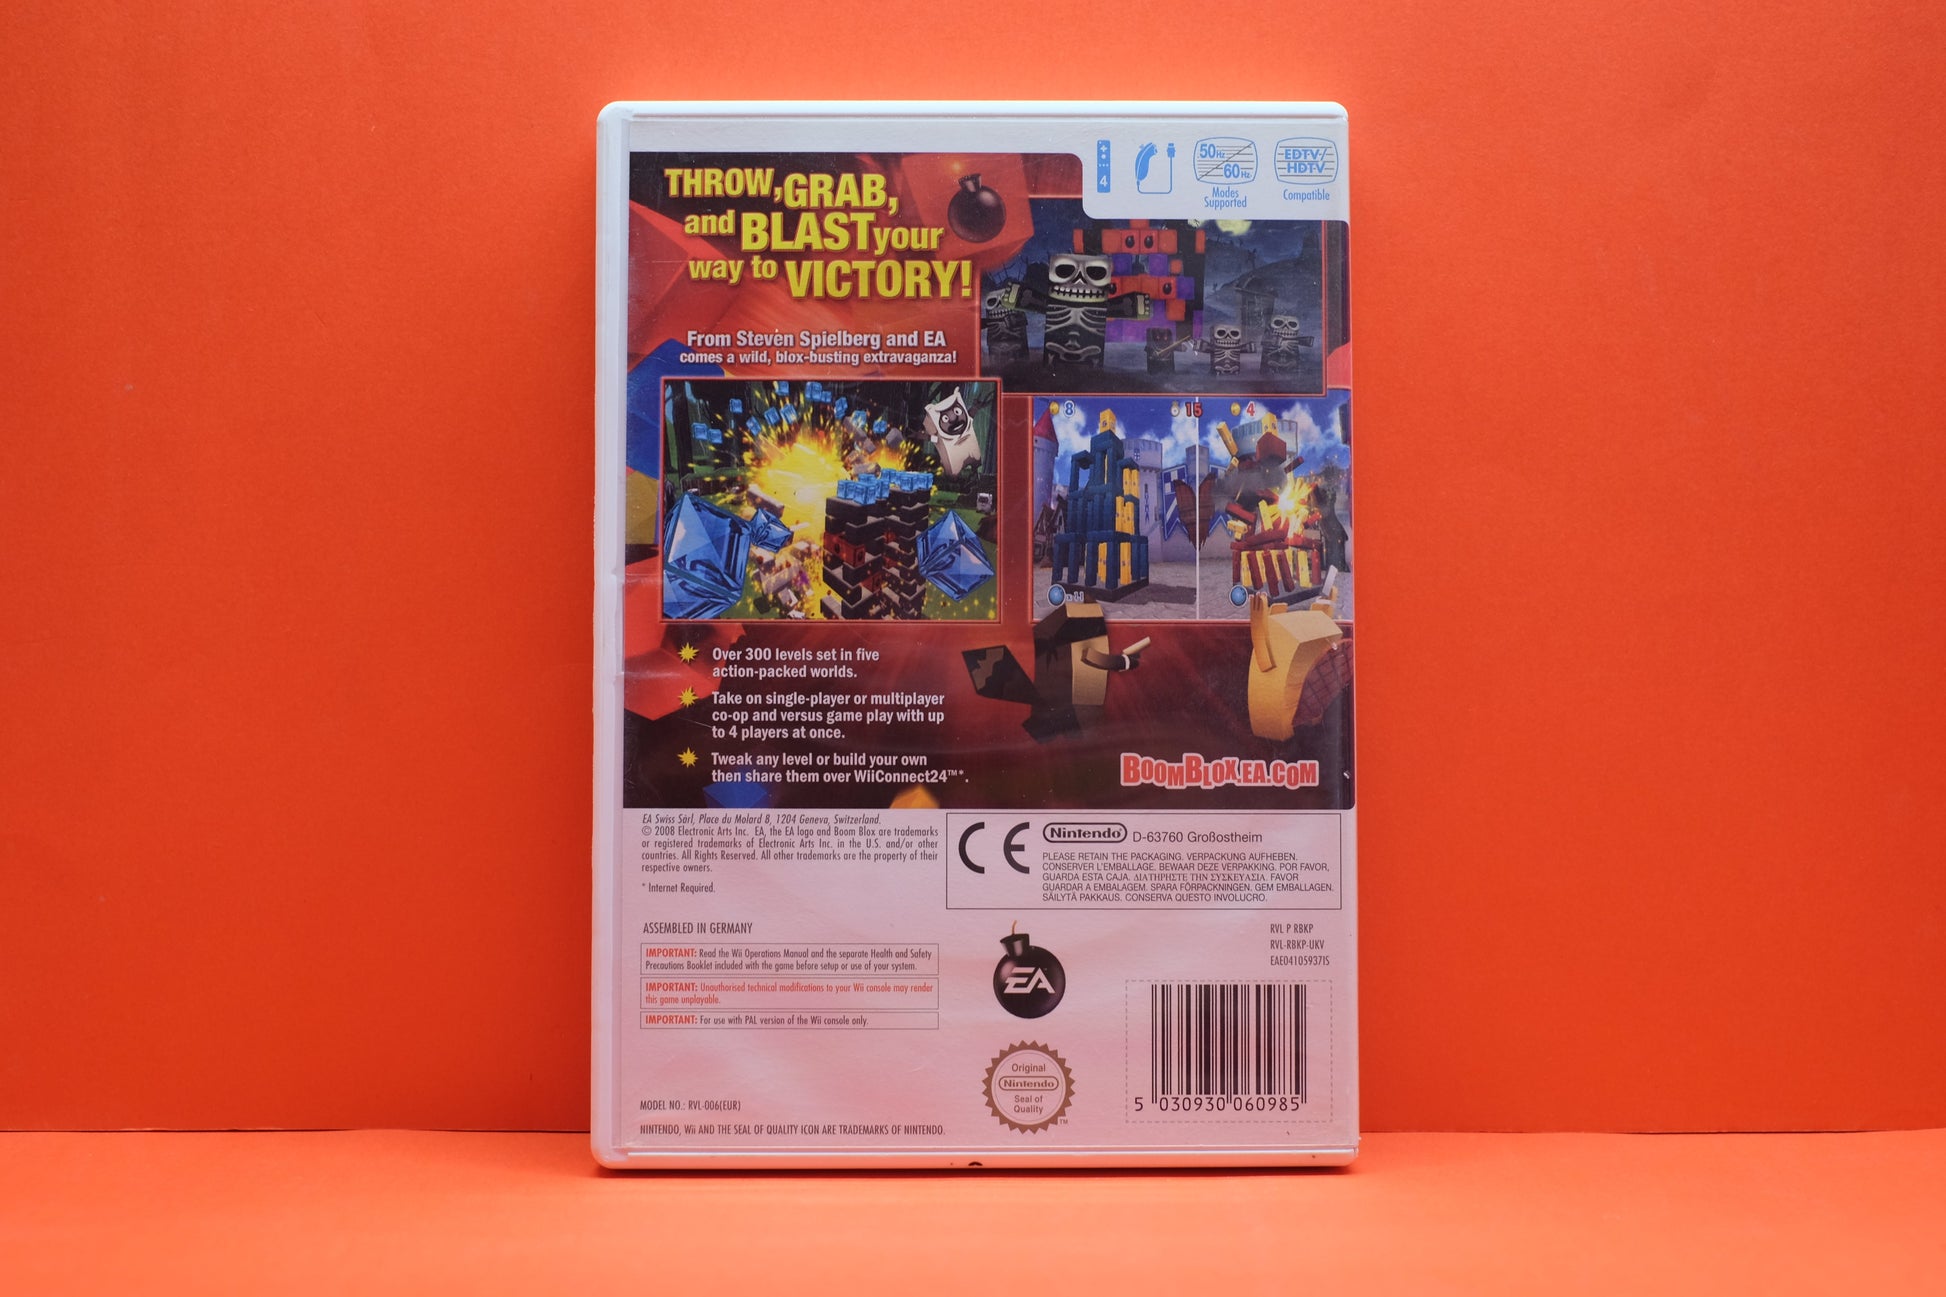 4
50Hz
60Hz
Modes
Supported
EDTV/
HDTV
Compatible
THROW, GRAB,
and BLAST your
way to VICTORY!
From Steven Spielberg and EA
comes a wild, blox-busting extravaganza!
8
15
4
Over 300 levels set in five
action-packed worlds.
Take on single-player or multiplayer
co-op and versus game play with up
to 4 players at once.
Tweak any level or build your own
then share them over WiiConnect24™*.
BOOMBLOX.EA.COM
EA Swiss Sàrl, Place du Molard 8, 1204 Geneva, Switzerland.
© 2008 Electronic Arts Inc. EA, the EA logo and Boom Blox are trademarks
or registered trademarks of Electronic Arts Inc. in the U.S. and/or other
countries. All Rights Reserved. All other trademarks are the property of their
respective owners.
* Internet Required.
CE
Nintendo D-63760 Großostheim
PLEASE RETAIN THE PACKAGING. VERPACKUNG AUFHEBEN.
CONSERVER L'EMBALLAGE. BEWAAR DEZE VERPAKKING. POR FAVOR,
GUARDA ESTA CAJA. ΔΙΑΤΗΡΗΣΤΕ ΤΗΝ ΣΥΣΚΕΥΑΣΙΑ. FAVOR
GUARDAR A EMBALAGEM. SPARA FÖRPACKNINGEN. GEM EMBALLAGEN.
SÄILYTÄ PAKKAUS. CONSERVA QUESTO INVOLUCRO.
ASSEMBLED IN GERMANY
IMPORTANT: Read the Wii Operations Manual and the separate Health and Safety
Precautions Booklet included with the game before setup or use of your system.
IMPORTANT: Unauthorised technical modifications to your Wii console may render
this game unplayable.
IMPORTANT: For use with PAL version of the Wii console only.
EA
RVL P RBKP
RVL-RBKP-UKV
EAE04105937IS
5 030930 060985
Original
Nintendo
Seal of
Quality
TM
MODEL NO.: RVL-006(EUR)
NINTENDO, Wii AND THE SEAL OF QUALITY ICON ARE TRADEMARKS OF NINTENDO.